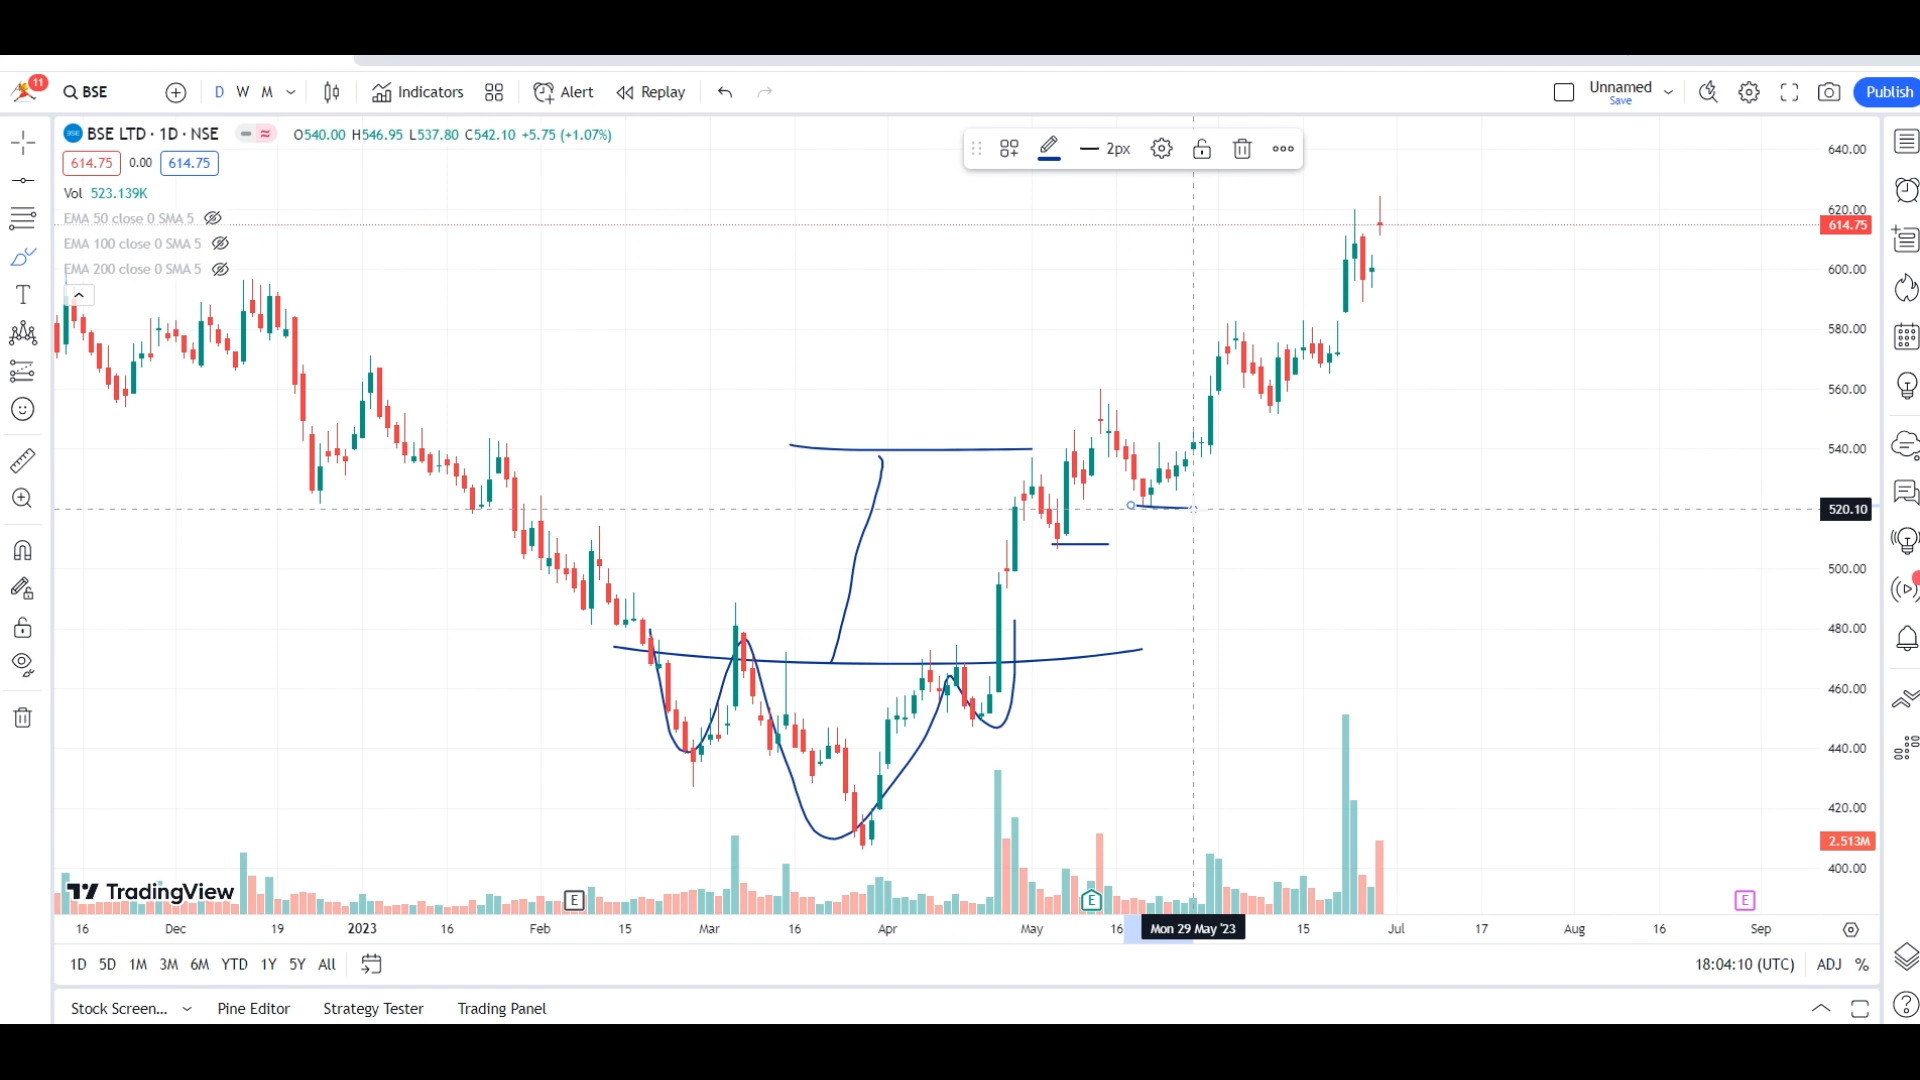 11
BSE
D W M
Indicators
Alert
Replay
Unnamed
Save
Publish
BSE LTD · 1D · NSE
O540.00 H546.95 L537.80 C542.10 +5.75 (+1.07%)
614.75 0.00 614.75
Vol 523.139K
EMA 50 close 0 SMA 5
EMA 100 close 0 SMA 5
EMA 200 close 0 SMA 5
2px
640.00
620.00
614.75
600.00
580.00
560.00
540.00
520.10
500.00
480.00
460.00
440.00
420.00
2.513M
400.00
TradingView
E
E
E
16 Dec 19 2023 16 Feb 15 Mar 16 Apr May 16 Mon 29 May '23 15 Jul 17 Aug 16 Sep
1D 5D 1M 3M 6M YTD 1Y 5Y All
18:04:10 (UTC) ADJ %
Stock Screen... Pine Editor Strategy Tester Trading Panel